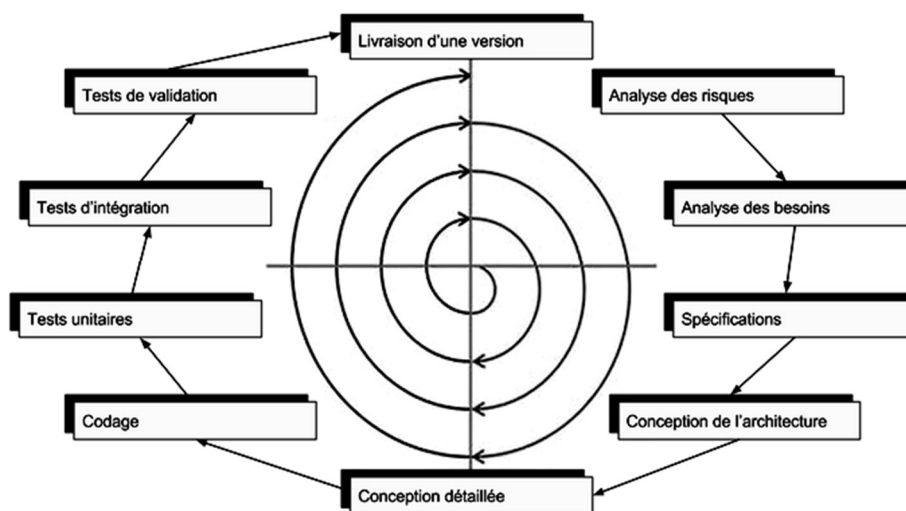 Livraison d'une version
Tests de validation
Analyse des risques
Tests d'intégration
Analyse des besoins
Tests unitaires
Spécifications
Codage
Conception de l'architecture
Conception détaillée